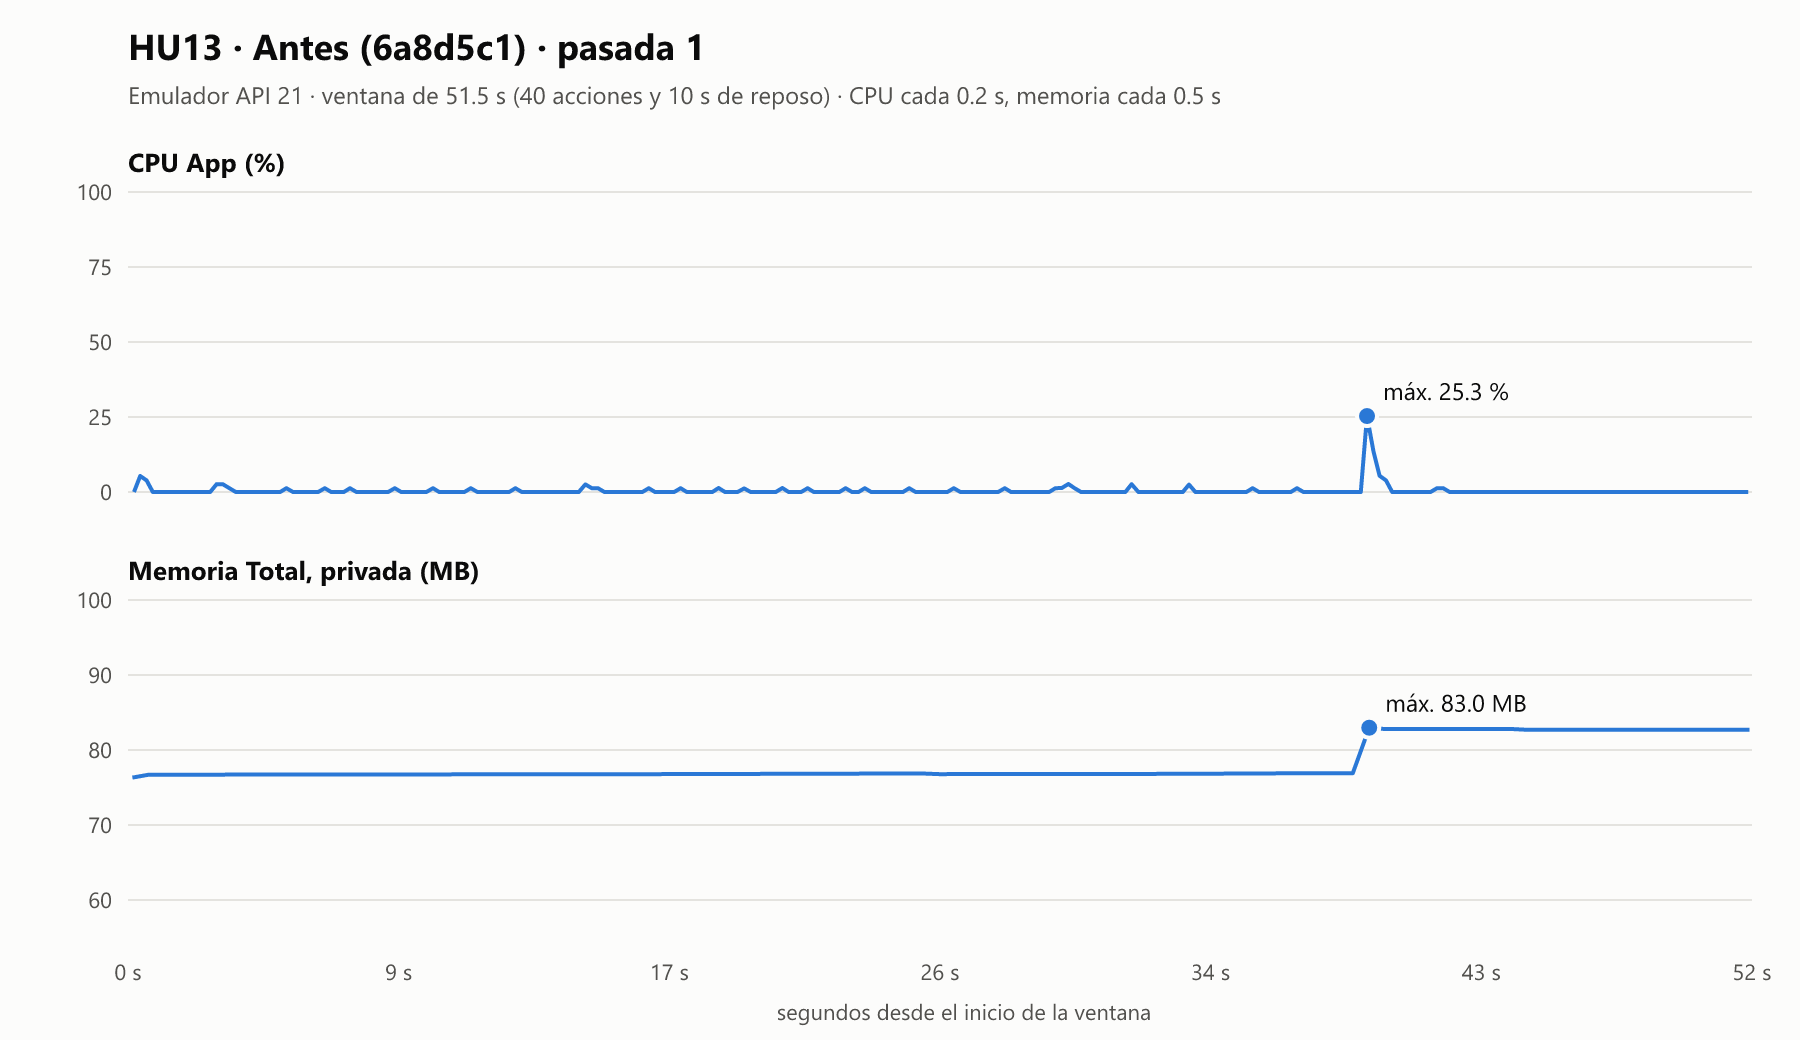 HU13 · Antes (6a8d5c1) · pasada 1
Emulador API 21 · ventana de 51.5 s (40 acciones y 10 s de reposo) · CPU cada 0.2 s, memoria cada 0.5 s
CPU App (%)
100
75
50
máx. 25.3 %
25
0
Memoria Total, privada (MB)
100
90
máx. 83.0 MB
80
70
60
0 s 9 s 17 s 26 s 34 s 43 s 52 s
segundos desde el inicio de la ventana